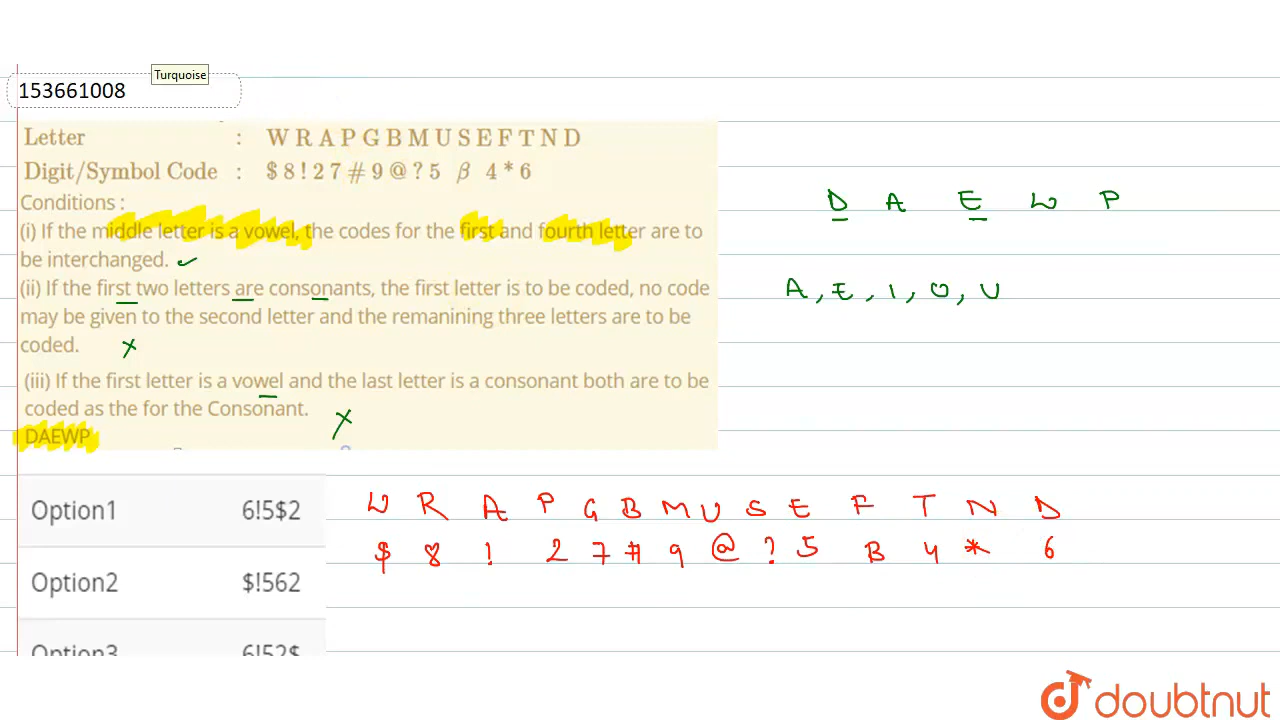 Turquoise
153661008
Letter : W R A P G B M U S E F T N D
Digit/Symbol Code : $ 8 ! 2 7 # 9 @ ? 5 β 4 * 6
Conditions :
(i) If the middle letter is a vowel, the codes for the first and fourth letter are to
be interchanged.
(ii) If the first two letters are consonants, the first letter is to be coded, no code
may be given to the second letter and the remanining three letters are to be
coded.
(iii) If the first letter is a vowel and the last letter is a consonant both are to be
coded as the for the Consonant.
DAEWP
D A E W P
A, E, I, O, U
Option1 6!5$2
Option2 $!562
Option3 6!52$
W R A P G B M U S E F T N D
$ 8 ! 2 7 # 9 @ ? 5 B 4 * 6
doubtnut